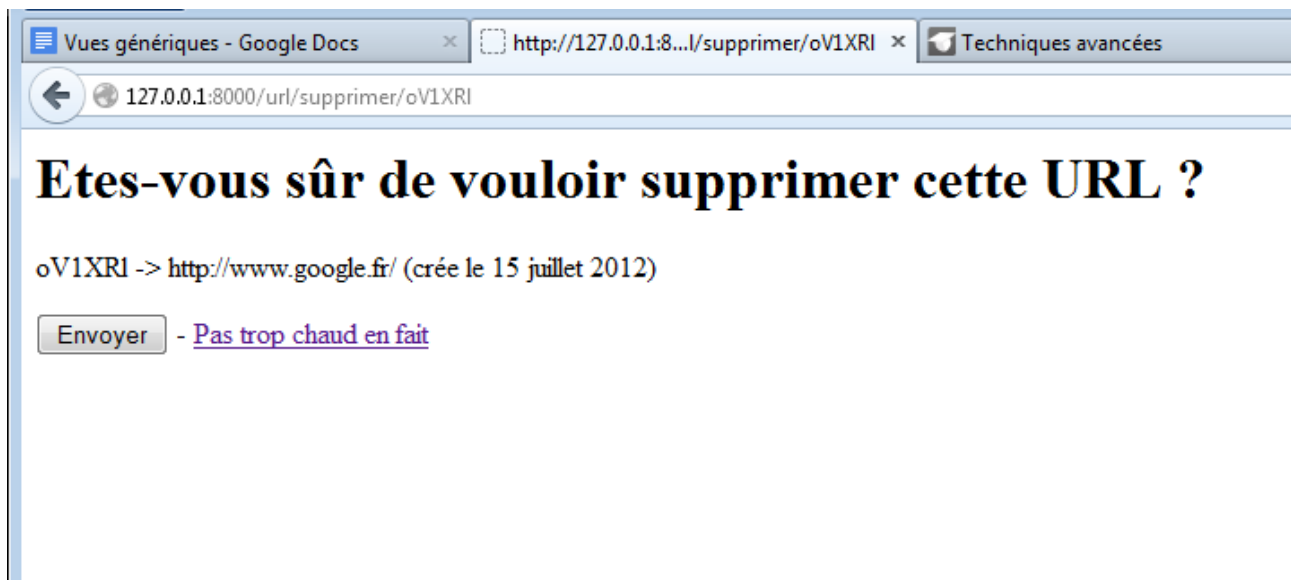 Vues génériques - Google Docs × http://127.0.0.1:8...l/supprimer/oV1XRl × Techniques avancées
127.0.0.1:8000/url/supprimer/oV1XRl
Etes-vous sûr de vouloir supprimer cette URL ?
oV1XRl -> http://www.google.fr/ (crée le 15 juillet 2012)
Envoyer - Pas trop chaud en fait